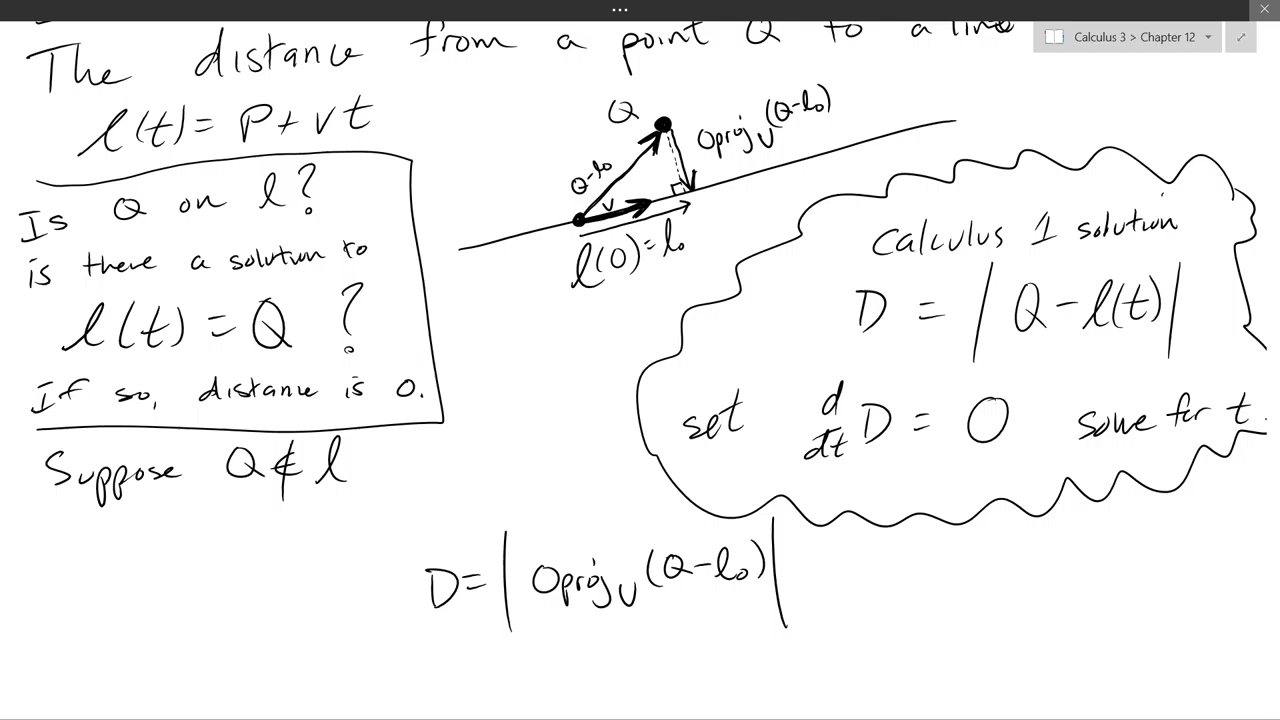 ...
Calculus 3 > Chapter 12
The distance from a point Q to a line
l(t) = P + vt
Is Q on l?
is there a solution to
l(t) = Q ?
If so, distance is 0.
Suppose Q ∉ l
Q
Q-l₀
v
Oproj_v (Q-l₀)
l(0) = l₀
Calculus 1 solution
D = | Q - l(t) |
set d/dt D = 0 solve for t.
D = | Oproj_v (Q-l₀) |